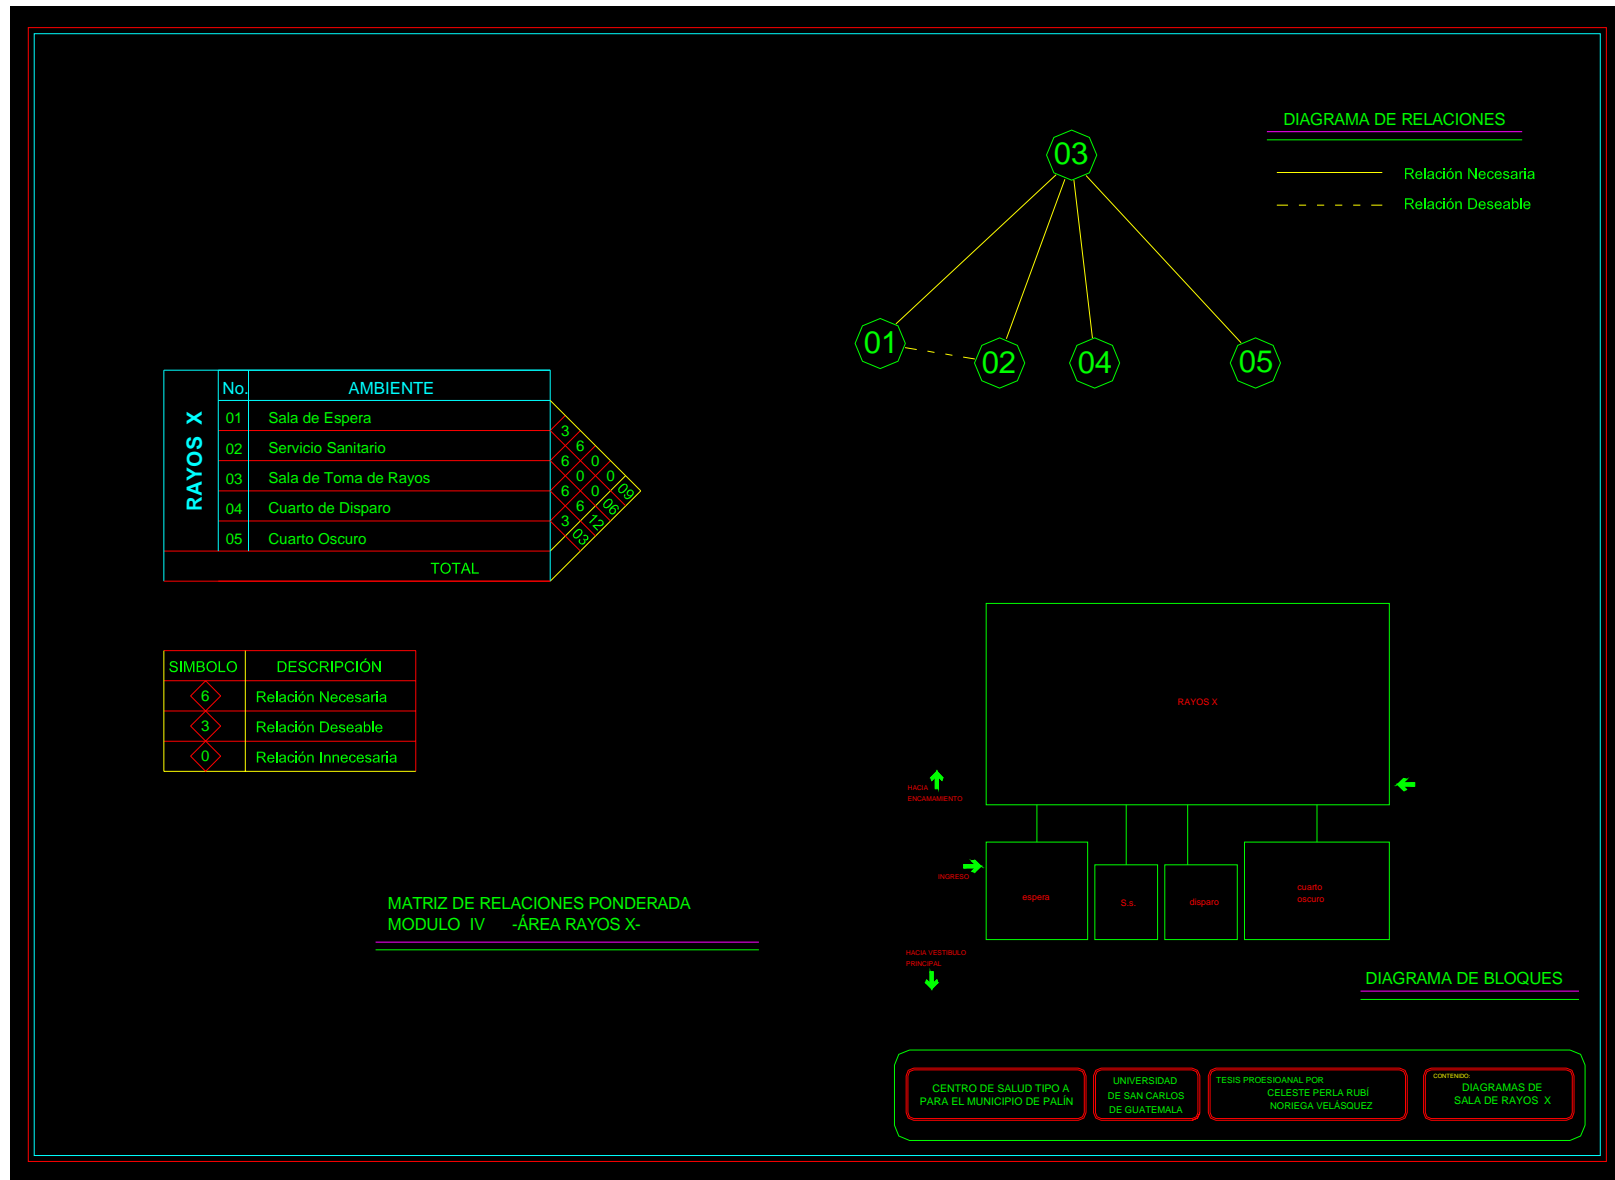 DIAGRAMA DE RELACIONES
Relación Necesaria
Relación Deseable
03
01
02
04
05
RAYOS X
No. AMBIENTE
01 Sala de Espera
02 Servicio Sanitario
03 Sala de Toma de Rayos
04 Cuarto de Disparo
05 Cuarto Oscuro
TOTAL
3
6
6 0
0 0
6 0 09
6 06
3 12
03
SIMBOLO DESCRIPCIÓN
6 Relación Necesaria
3 Relación Deseable
0 Relación Innecesaria
MATRIZ DE RELACIONES PONDERADA
MODULO IV -ÁREA RAYOS X-
RAYOS X
HACIA
ENCAMAMIENTO
INGRESO
espera
S.s.
disparo
cuarto
oscuro
HACIA VESTIBULO
PRINCIPAL
DIAGRAMA DE BLOQUES
CENTRO DE SALUD TIPO A
PARA EL MUNICIPIO DE PALÍN
UNIVERSIDAD
DE SAN CARLOS
DE GUATEMALA
TESIS PROESIOANAL POR
CELESTE PERLA RUBÍ
NORIEGA VELÁSQUEZ
CONTENIDO:
DIAGRAMAS DE
SALA DE RAYOS X